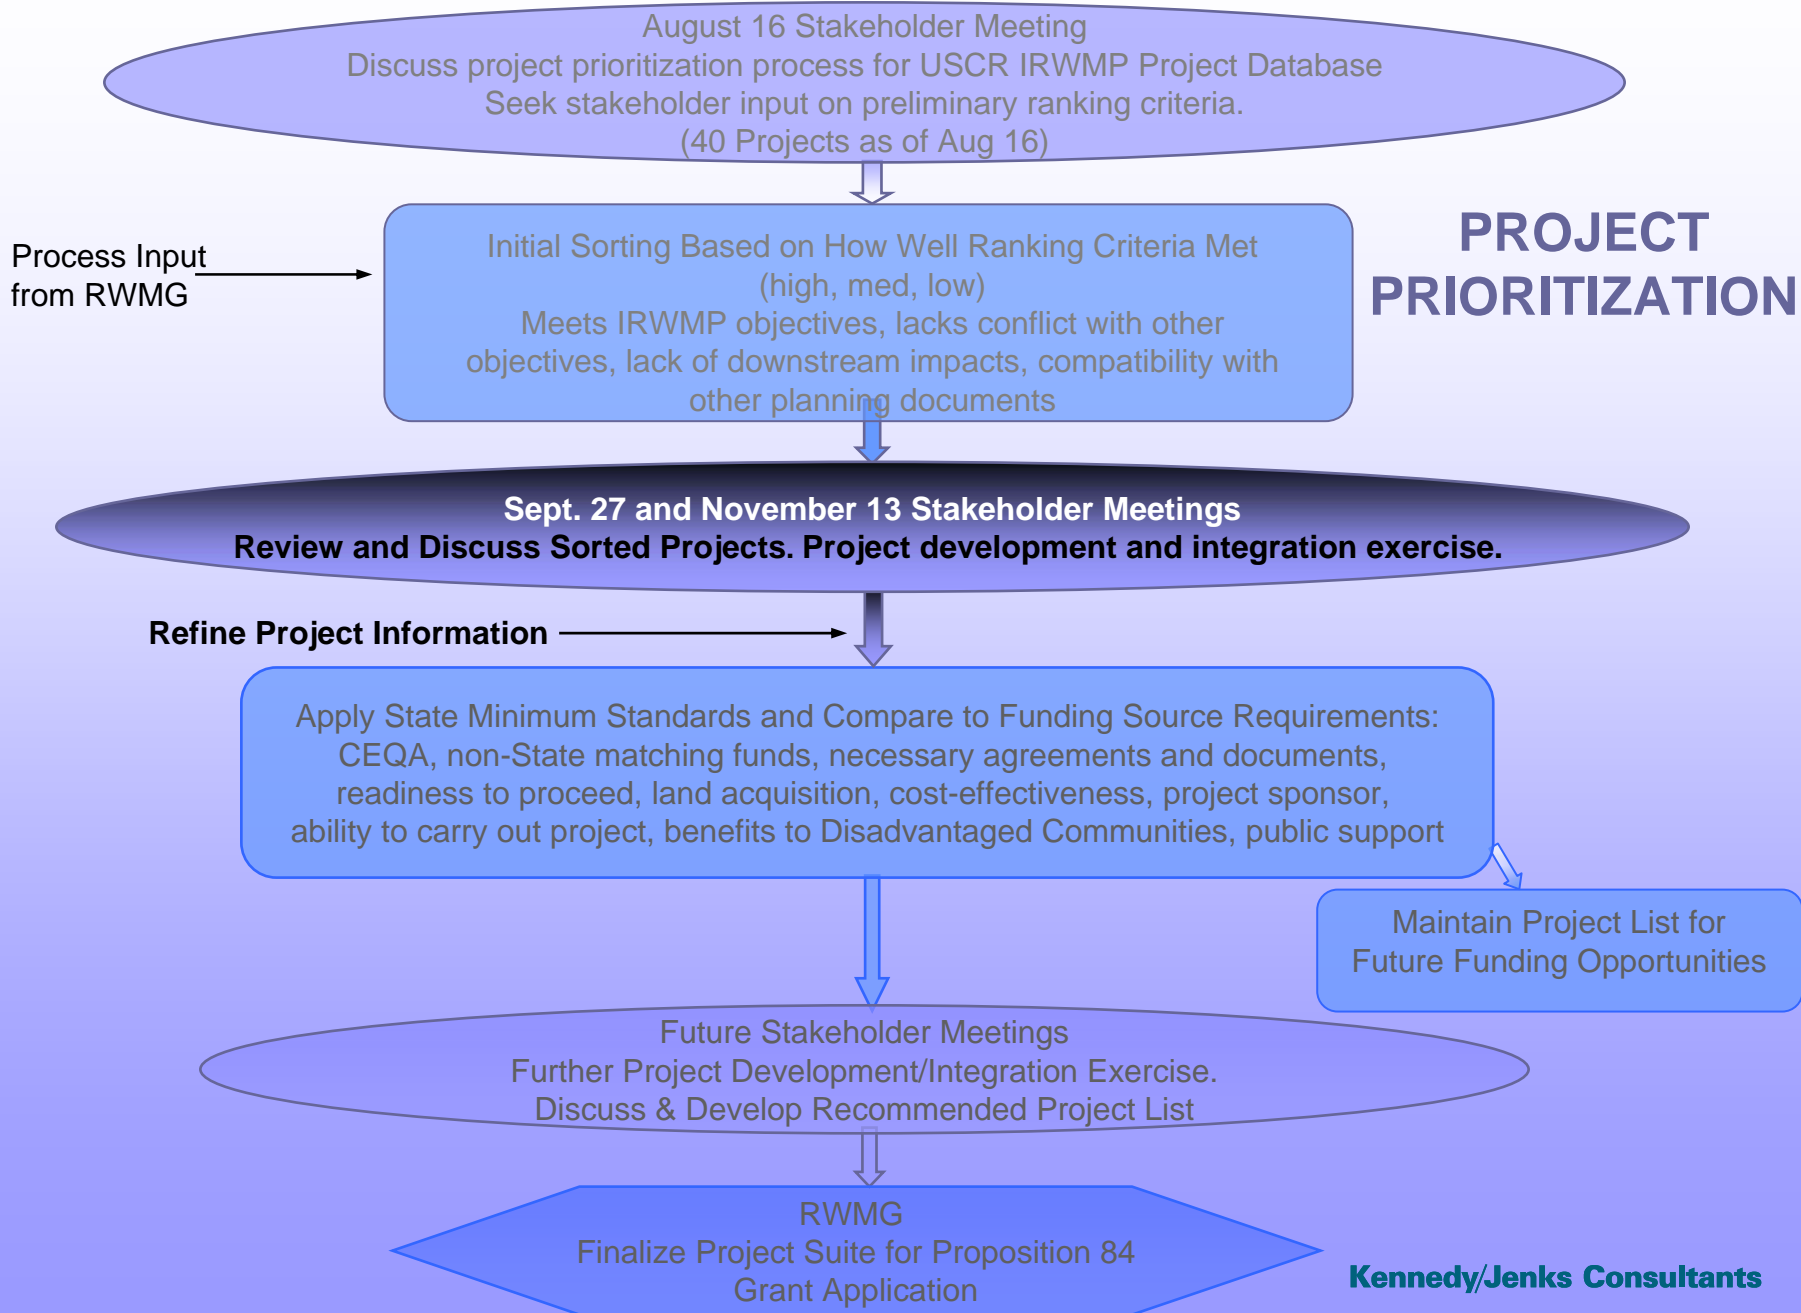 August 16 Stakeholder Meeting
Discuss project prioritization process for USCR IRWMP Project Database
Seek stakeholder input on preliminary ranking criteria.
(40 Projects as of Aug 16)
PROJECT
PRIORITIZATION
Process Input
from RWMG
Initial Sorting Based on How Well Ranking Criteria Met
(high, med, low)
Meets IRWMP objectives, lacks conflict with other
objectives, lack of downstream impacts, compatibility with
other planning documents
Sept. 27 and November 13 Stakeholder Meetings
Review and Discuss Sorted Projects. Project development and integration exercise.
Refine Project Information
Apply State Minimum Standards and Compare to Funding Source Requirements:
CEQA, non-State matching funds, necessary agreements and documents,
readiness to proceed, land acquisition, cost-effectiveness, project sponsor,
ability to carry out project, benefits to Disadvantaged Communities, public support
Maintain Project List for
Future Funding Opportunities
Future Stakeholder Meetings
Further Project Development/Integration Exercise.
Discuss & Develop Recommended Project List
RWMG
Finalize Project Suite for Proposition 84
Grant Application
Kennedy/Jenks Consultants